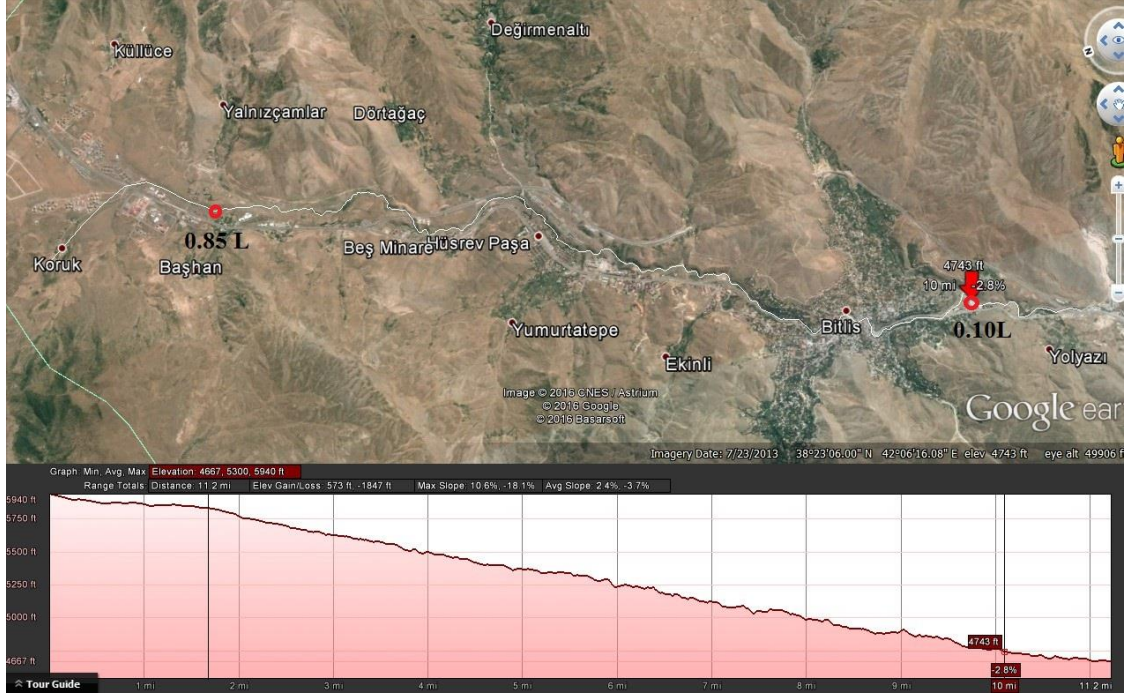 Değirmenaltı
Küllüce
Yalnızçamlar
Dörtağaç
N
0.85 L
Koruk
Başhan
Beş Minare
Hüsrev Paşa
4743 ft
10 mi -2.8%
0.10L
Bitlis
Yumurtatepe
Ekinli
Yolyazı
Image © 2016 CNES / Astrium
© 2016 Google
© 2016 Basarsoft
Google ear
Imagery Date: 7/23/2013 38°23'06.00" N 42°06'16.08" E elev 4743 ft eye alt 49906 ft
Graph: Min, Avg, Max Elevation: 4667, 5300, 5940 ft
Range Totals: Distance: 11.2 mi Elev Gain/Loss: 573 ft, -1847 ft Max Slope: 10.6%, -18.1% Avg Slope: 2.4%, -3.7%
5940 ft
5750 ft
5500 ft
5250 ft
5000 ft
4743 ft
4667 ft
-2.8%
Tour Guide
1 mi 2 mi 3 mi 4 mi 5 mi 6 mi 7 mi 8 mi 9 mi 10 mi 11.2 mi